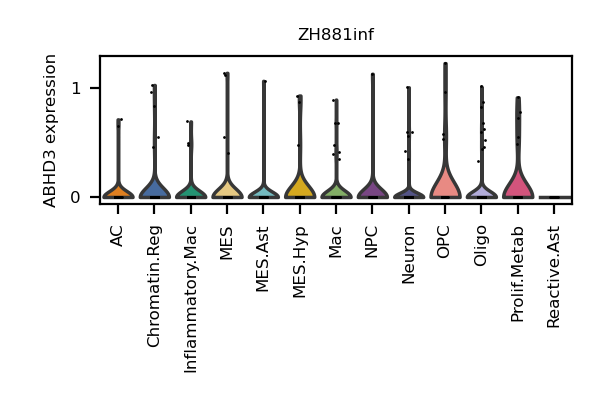 ZH881inf
ABHD3 expression
1
0
AC
Chromatin.Reg
Inflammatory.Mac
MES
MES.Ast
MES.Hyp
Mac
NPC
Neuron
OPC
Oligo
Prolif.Metab
Reactive.Ast